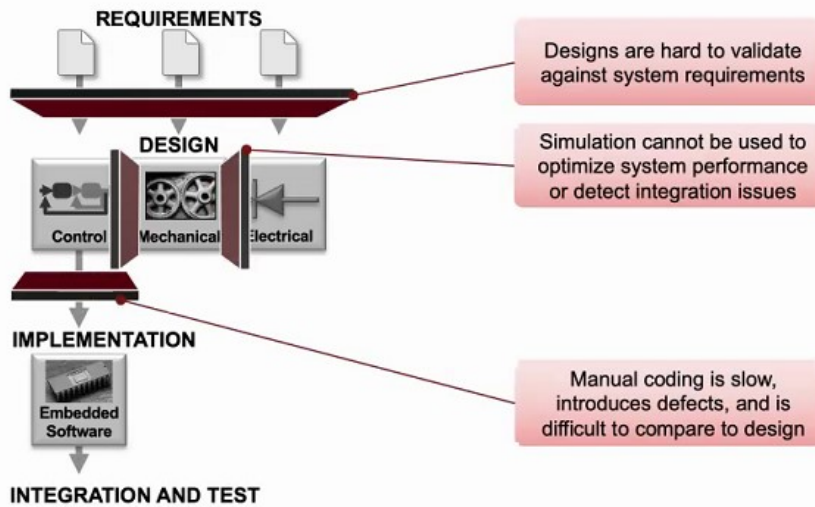 REQUIREMENTS
Designs are hard to validate
against system requirements
DESIGN
Simulation cannot be used to
optimize system performance
or detect integration issues
Control
Mechanical
Electrical
IMPLEMENTATION
Manual coding is slow,
introduces defects, and is
difficult to compare to design
Embedded
Software
INTEGRATION AND TEST